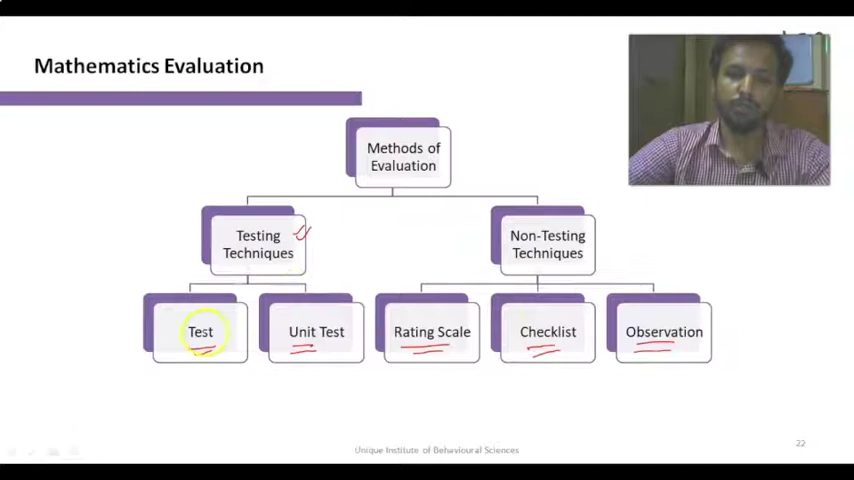 Mathematics Evaluation
Methods of
Evaluation
Testing
Techniques
Non-Testing
Techniques
Test
Unit Test
Rating Scale
Checklist
Observation
Unique Institute of Behavioural Sciences
22